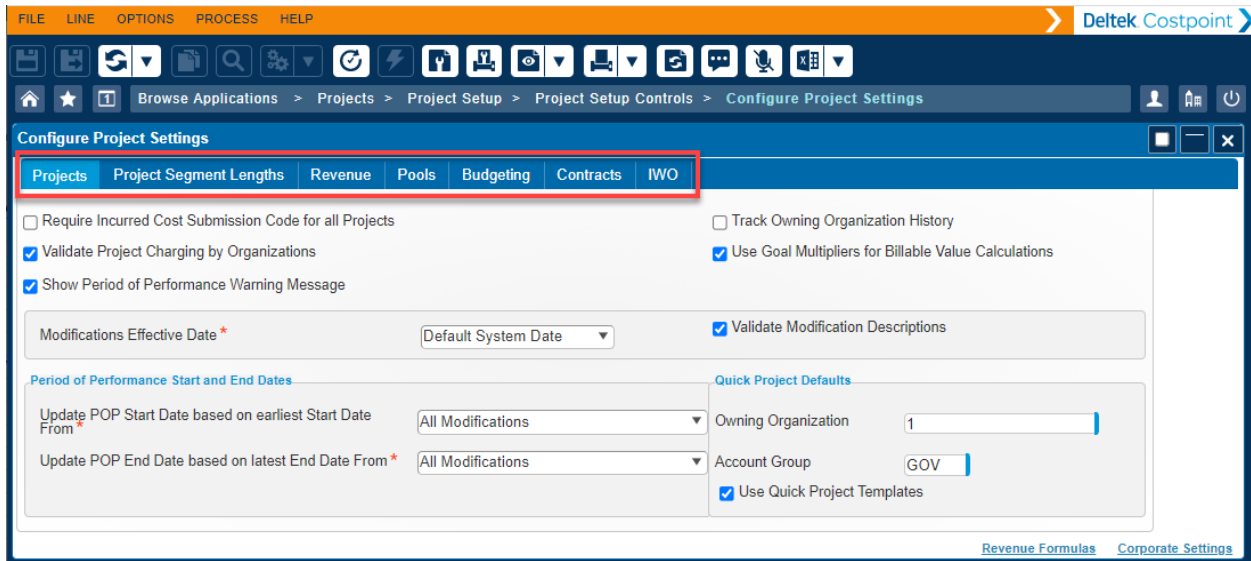 FILE LINE OPTIONS PROCESS HELP
Deltek Costpoint
1 Browse Applications > Projects > Project Setup > Project Setup Controls > Configure Project Settings
Configure Project Settings
Projects Project Segment Lengths Revenue Pools Budgeting Contracts IWO
Require Incurred Cost Submission Code for all Projects
Track Owning Organization History
Validate Project Charging by Organizations
Use Goal Multipliers for Billable Value Calculations
Show Period of Performance Warning Message
Modifications Effective Date * Default System Date
Validate Modification Descriptions
Period of Performance Start and End Dates
Update POP Start Date based on earliest Start Date
From * All Modifications
Update POP End Date based on latest End Date From * All Modifications
Quick Project Defaults
Owning Organization 1
Account Group GOV
Use Quick Project Templates
Revenue Formulas Corporate Settings